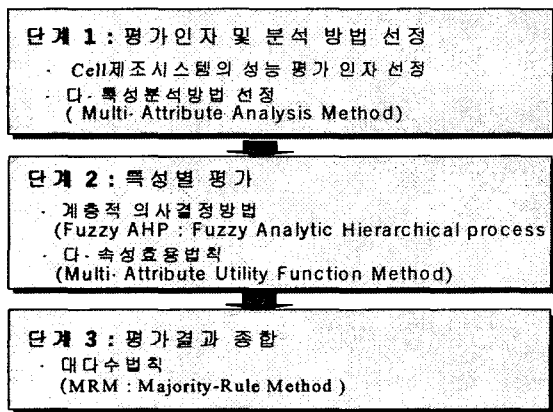 단계 1 : 평가인자 및 분석 방법 선정
· Cell제조시스템의 성능 평가 인자 선정
· 다·특성분석방법 선정
( Multi·Attribute Analysis Method)
단계 2 : 특성별 평가
· 계층적 의사결정방법
(Fuzzy AHP : Fuzzy Analytic Hierarchical process
· 다·속성효용법칙
(Multi·Attribute Utility Function Method)
단계 3 : 평가결과 종합
· 대다수법칙
(MRM : Majority-Rule Method )